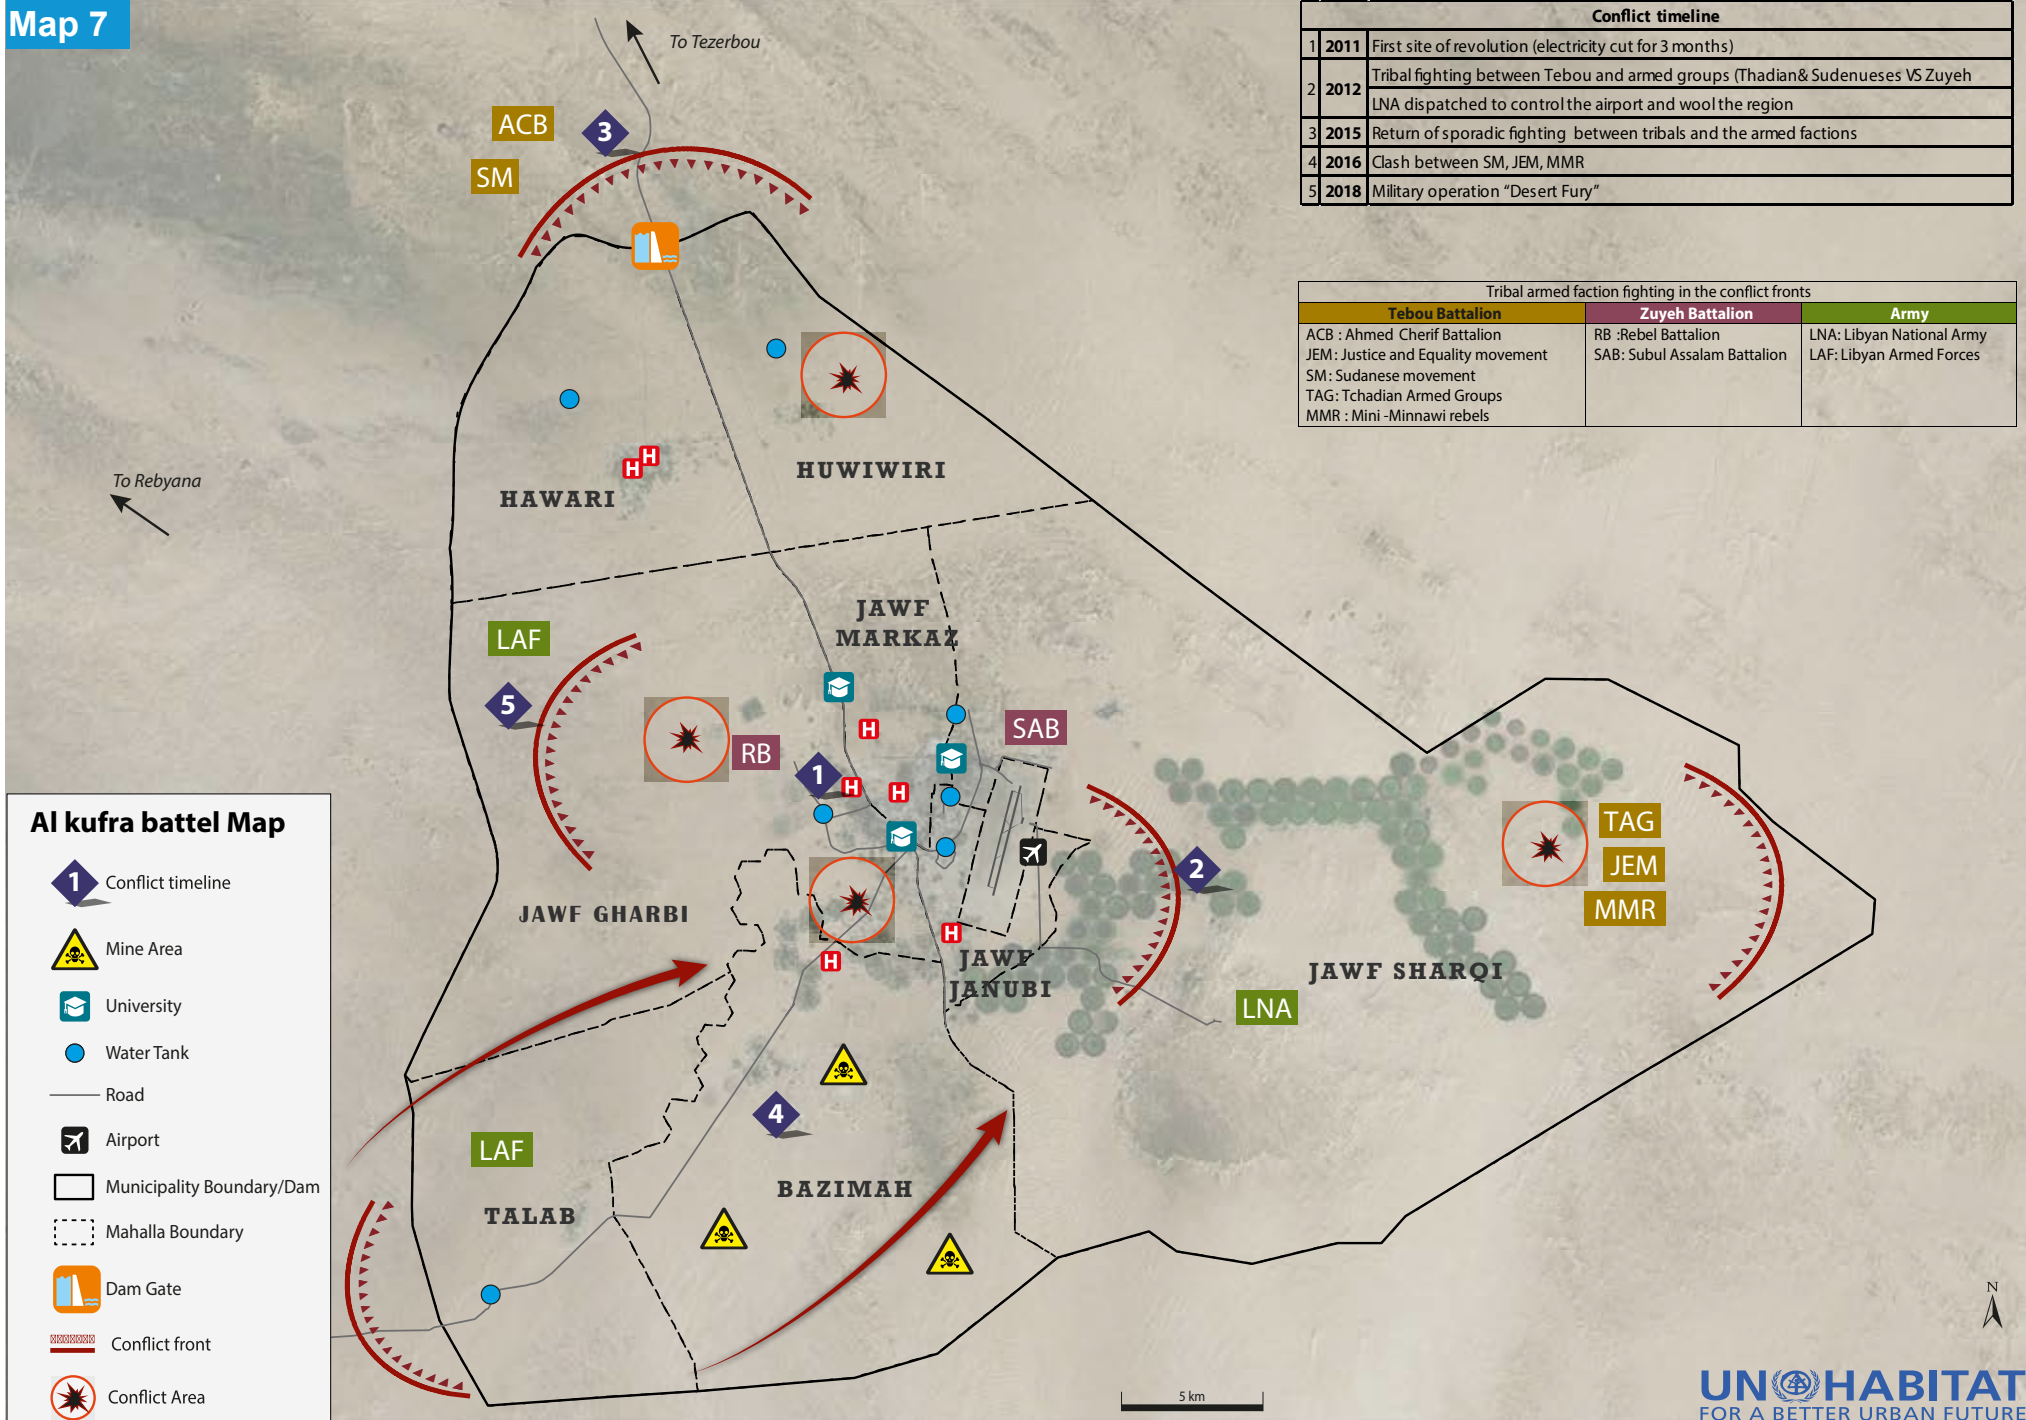 Map 7
To Tezerbou
Conflict timeline
1 2011 First site of revolution (electricity cut for 3 months)
2 2012 Tribal fighting between Tebou and armed groups (Thadian& Sudenueses VS Zuyeh
LNA dispatched to control the airport and wool the region
3 2015 Return of sporadic fighting between tribals and the armed factions
4 2016 Clash between SM, JEM, MMR
5 2018 Military operation “Desert Fury”
ACB
3
SM
Tribal armed faction fighting in the conflict fronts
Tebou Battalion Zuyeh Battalion Army
ACB : Ahmed Cherif Battalion RB :Rebel Battalion LNA: Libyan National Army
JEM : Justice and Equality movement SAB: Subul Assalam Battalion LAF: Libyan Armed Forces
SM : Sudanese movement
TAG : Tchadian Armed Groups
MMR : Mini -Minnawi rebels
To Rebyana
H
H
HAWARI
HUWIWIRI
JAWF
MARKAZ
LAF
5
RB
SAB
H
1
H
H
2
TAG
JEM
MMR
JAWF GHARBI
H
H
JAWF
JANUBI
JAWF SHARQI
LNA
4
LAF
TALAB
BAZIMAH
Al kufra battel Map
1 Conflict timeline
Mine Area
University
Water Tank
Road
Airport
Municipality Boundary/Dam
Mahalla Boundary
Dam Gate
Conflict front
Conflict Area
N
5 km
UN HABITAT
FOR A BETTER URBAN FUTURE